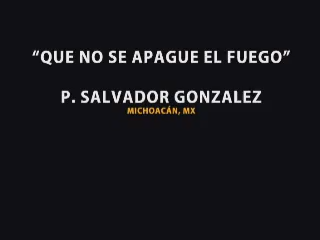 “QUE NO SE APAGUE EL FUEGO”
P. SALVADOR GONZALEZ
MICHOACÁN, MX